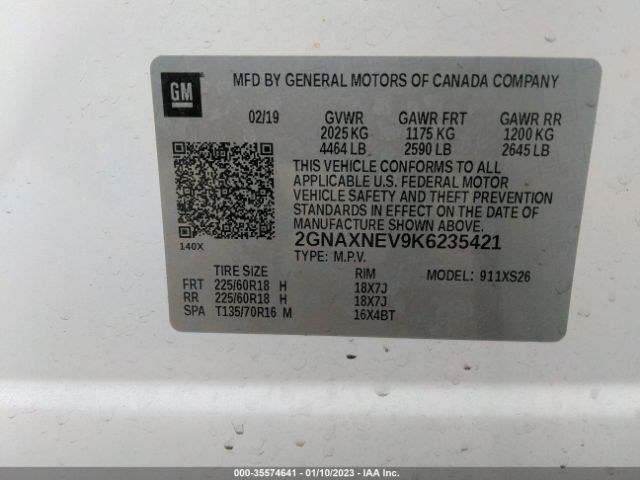 GM
MFD BY GENERAL MOTORS OF CANADA COMPANY
02/19 GVWR GAWR FRT GAWR RR
2025 KG 1175 KG 1200 KG
4464 LB 2590 LB 2645 LB
THIS VEHICLE CONFORMS TO ALL
APPLICABLE U.S. FEDERAL MOTOR
VEHICLE SAFETY AND THEFT PREVENTION
STANDARDS IN EFFECT ON THE DATE OF
MANUFACTURE SHOWN ABOVE.
140X
2GNAXNEV9K6235421
TYPE: M.P.V.
TIRE SIZE RIM MODEL: 911XS26
FRT 225/60R18 H 18X7J
RR 225/60R18 H 18X7J
SPA T135/70R16 M 16X4BT
000-35574641 - 01/10/2023 - IAA Inc.